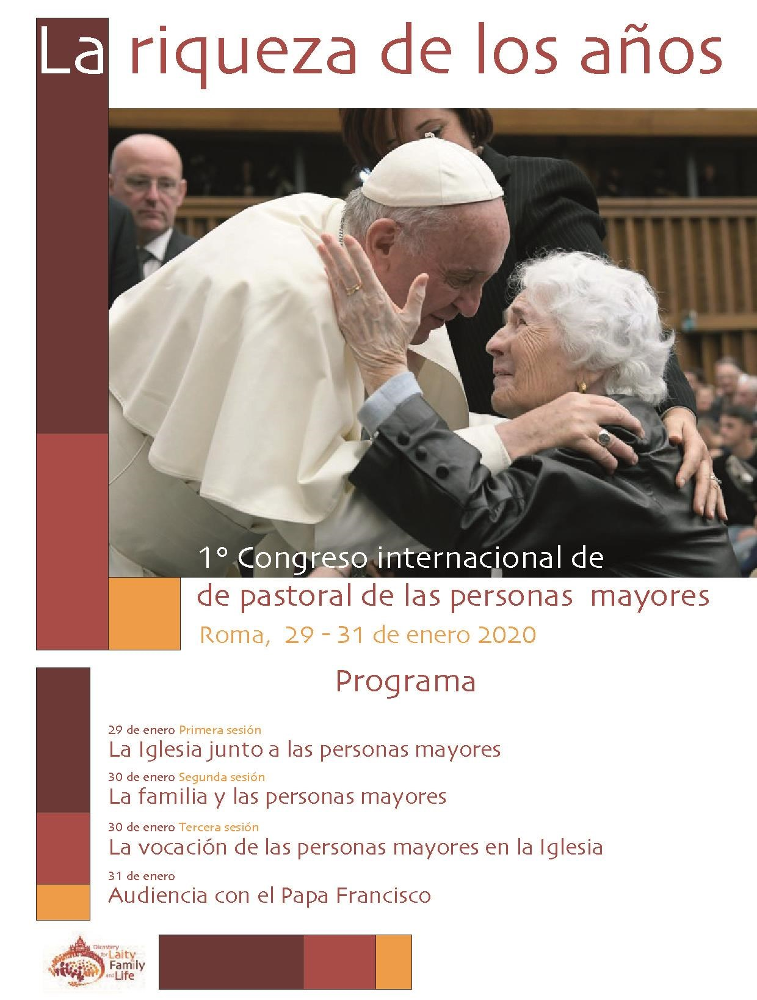 La riqueza de los años
1º Congreso internacional de
de pastoral de las personas mayores
Roma, 29 - 31 de enero 2020
Programa
29 de enero Primera sesión
La Iglesia junto a las personas mayores
30 de enero Segunda sesión
La familia y las personas mayores
30 de enero Tercera sesión
La vocación de las personas mayores en la Iglesia
31 de enero
Audiencia con el Papa Francisco
Dicastery
for Laity
Family
and Life